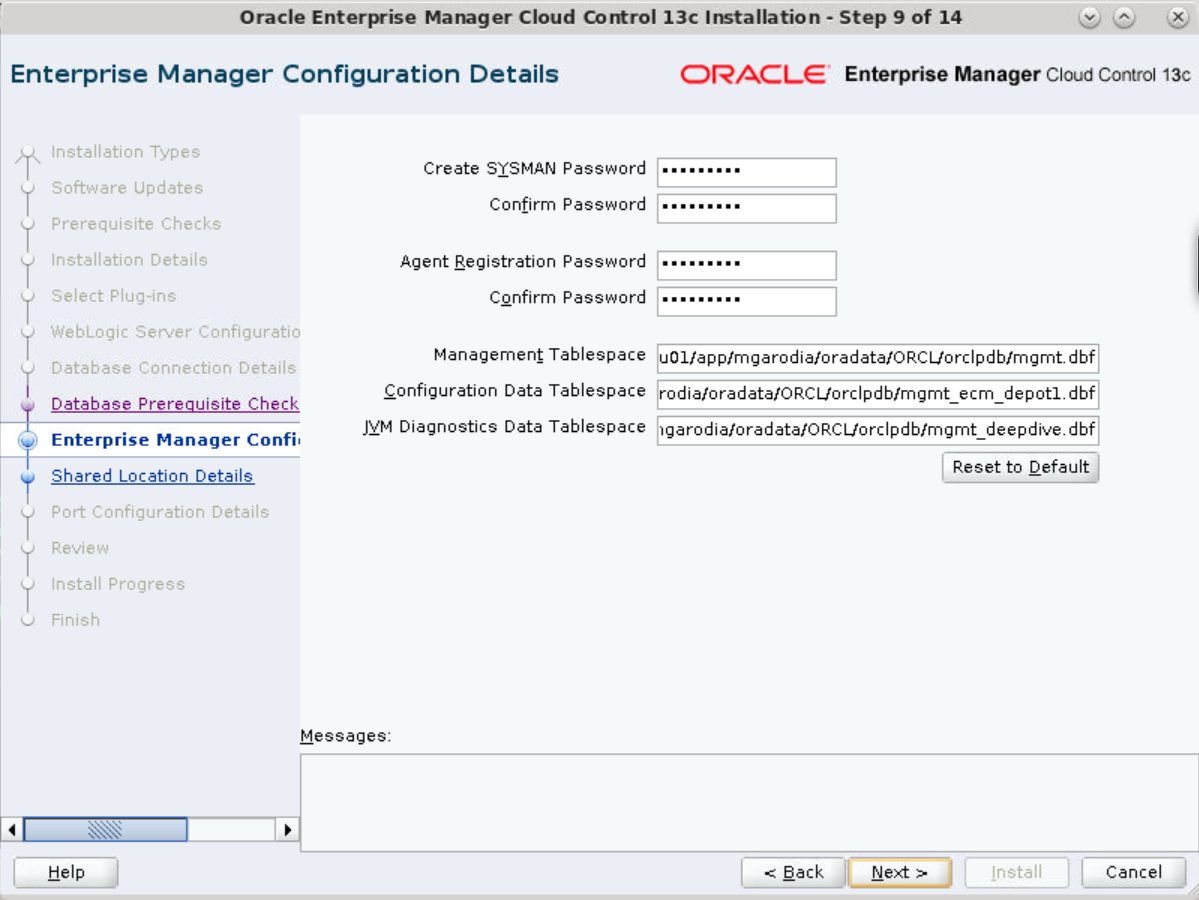 Oracle Enterprise Manager Cloud Control 13c Installation - Step 9 of 14
Enterprise Manager Configuration Details
ORACLE Enterprise Manager Cloud Control 13c
Installation Types
Software Updates
Prerequisite Checks
Installation Details
Select Plug-ins
WebLogic Server Configuratio
Database Connection Details
Database Prerequisite Check
Enterprise Manager Confi
Shared Location Details
Port Configuration Details
Review
Install Progress
Finish
Create SYSMAN Password •••••••••
Confirm Password •••••••••
Agent Registration Password •••••••••
Confirm Password •••••••••
Management Tablespace u01/app/mgarodia/oradata/ORCL/orclpdb/mgmt.dbf
Configuration Data Tablespace rodia/oradata/ORCL/orclpdb/mgmt_ecm_depot1.dbf
JVM Diagnostics Data Tablespace garodia/oradata/ORCL/orclpdb/mgmt_deepdive.dbf
Reset to Default
Messages:
Help
< Back
Next >
Install
Cancel